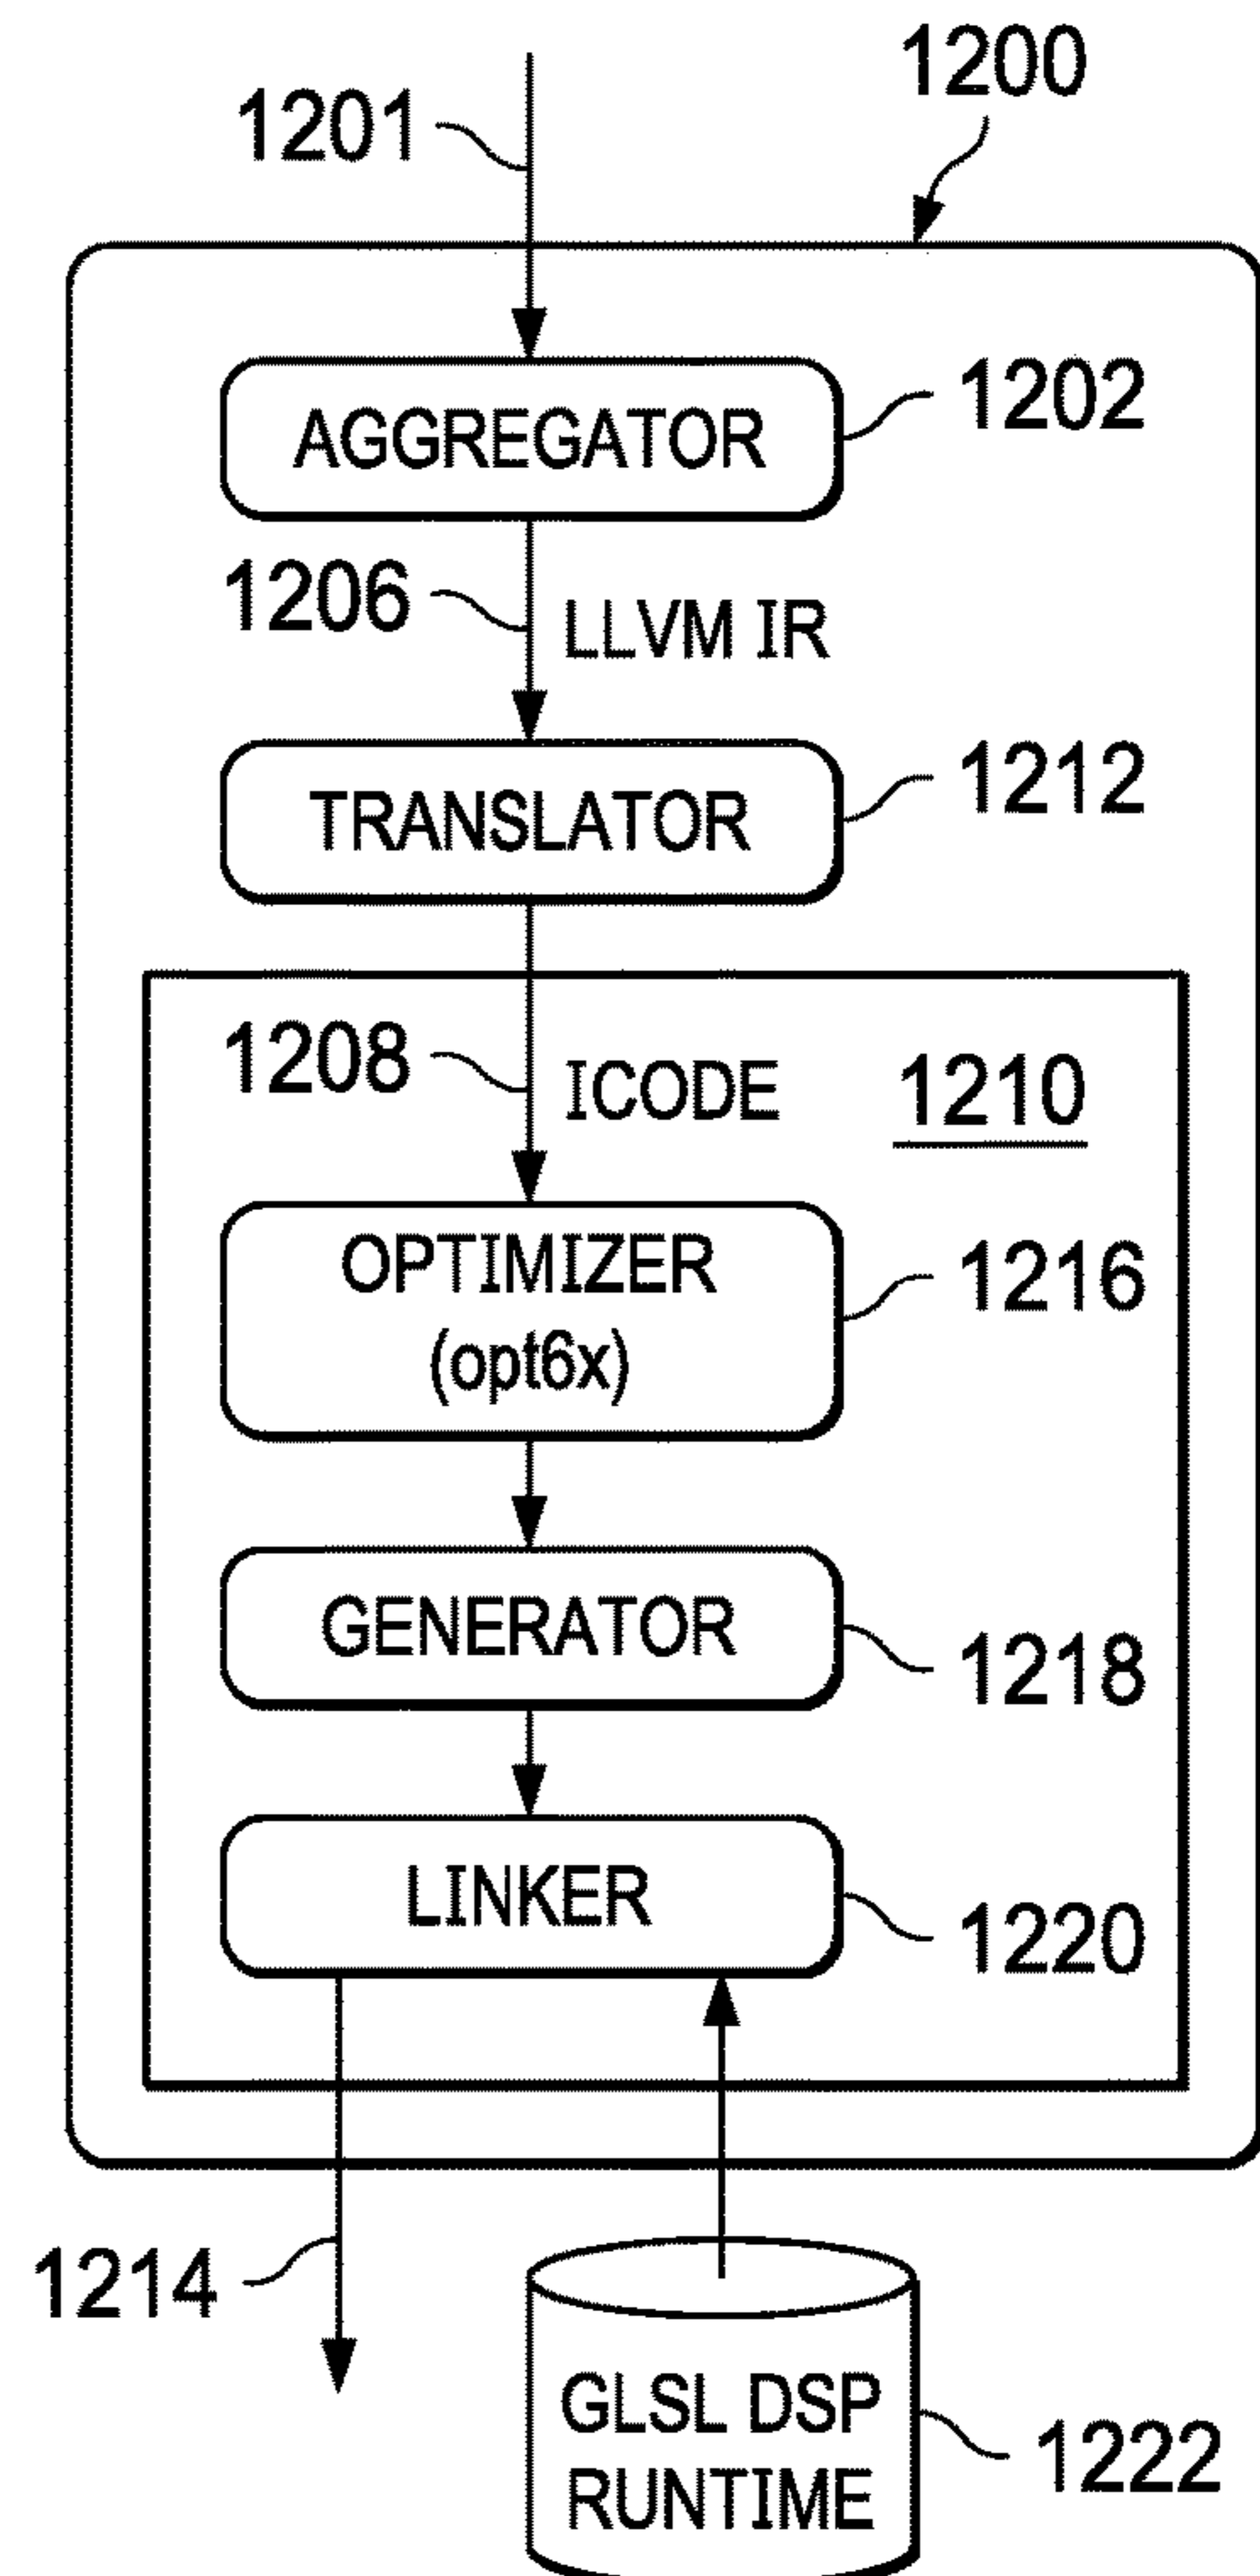 1200
1201
AGGREGATOR
1202
1206
LLVM IR
TRANSLATOR
1212
1208
ICODE
1210
OPTIMIZER
(opt6x)
1216
GENERATOR
1218
LINKER
1220
1214
GLSL DSP
RUNTIME
1222